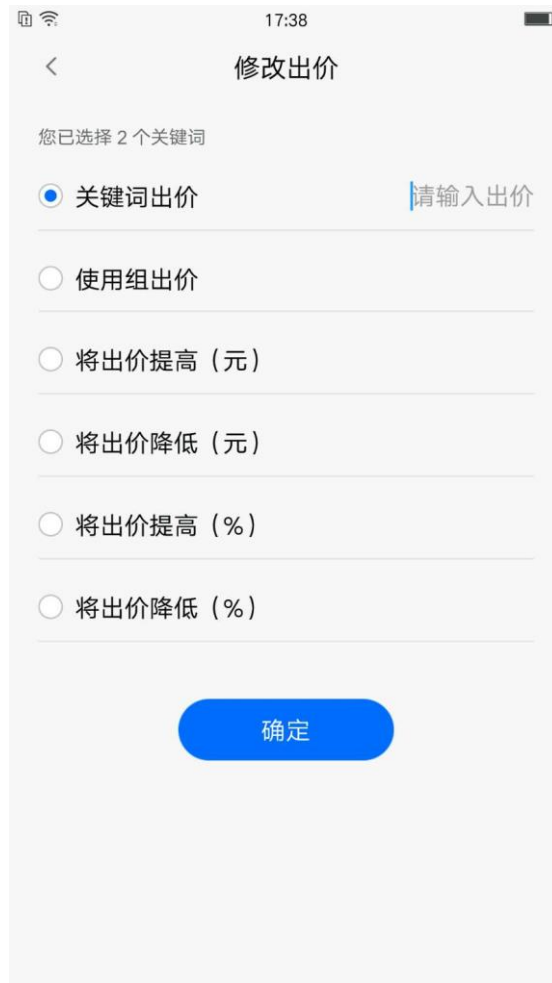 17:38
修改出价
您已选择 2 个关键词
关键词出价 请输入出价
使用组出价
将出价提高（元）
将出价降低（元）
将出价提高（%）
将出价降低（%）
确定